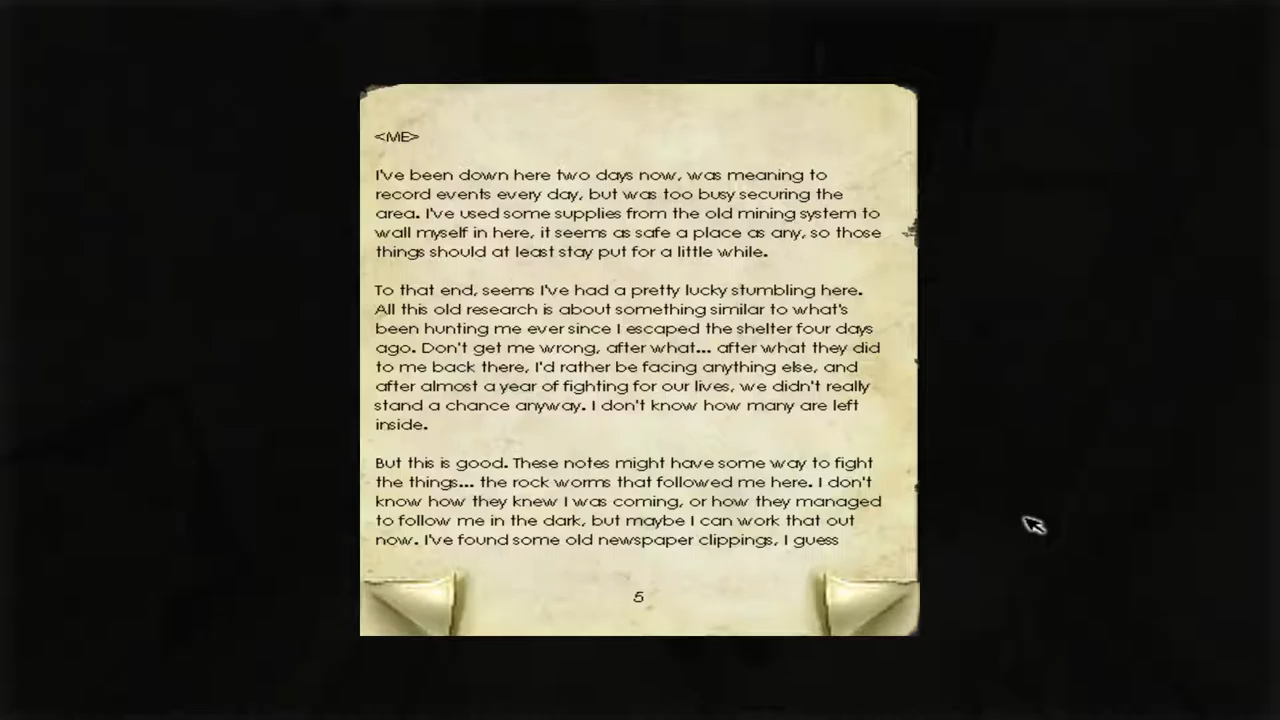 <ME>
I've been down here two days now, was meaning to
record events every day, but was too busy securing the
area. I've used some supplies from the old mining system to
wall myself in here, it seems as safe a place as any, so those
things should at least stay put for a little while.
To that end, seems I've had a pretty lucky stumbling here.
All this old research is about something similar to what's
been hunting me ever since I escaped the shelter four days
ago. Don't get me wrong, after what... after what they did
to me back there, I'd rather be facing anything else, and
after almost a year of fighting for our lives, we didn't really
stand a chance anyway. I don't know how many are left
inside.
But this is good. These notes might have some way to fight
the things... the rock worms that followed me here. I don't
know how they knew I was coming, or how they managed
to follow me in the dark, but maybe I can work that out
now. I've found some old newspaper clippings, I guess
5